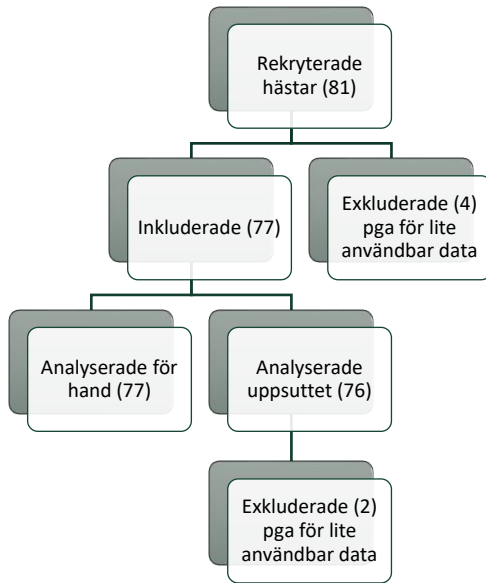 Rekryterade
hästar (81)
Inkluderade (77)
Exkluderade (4)
pga för lite
användbar data
Analyserade för
hand (77)
Analyserade
uppsuttet (76)
Exkluderade (2)
pga för lite
användbar data